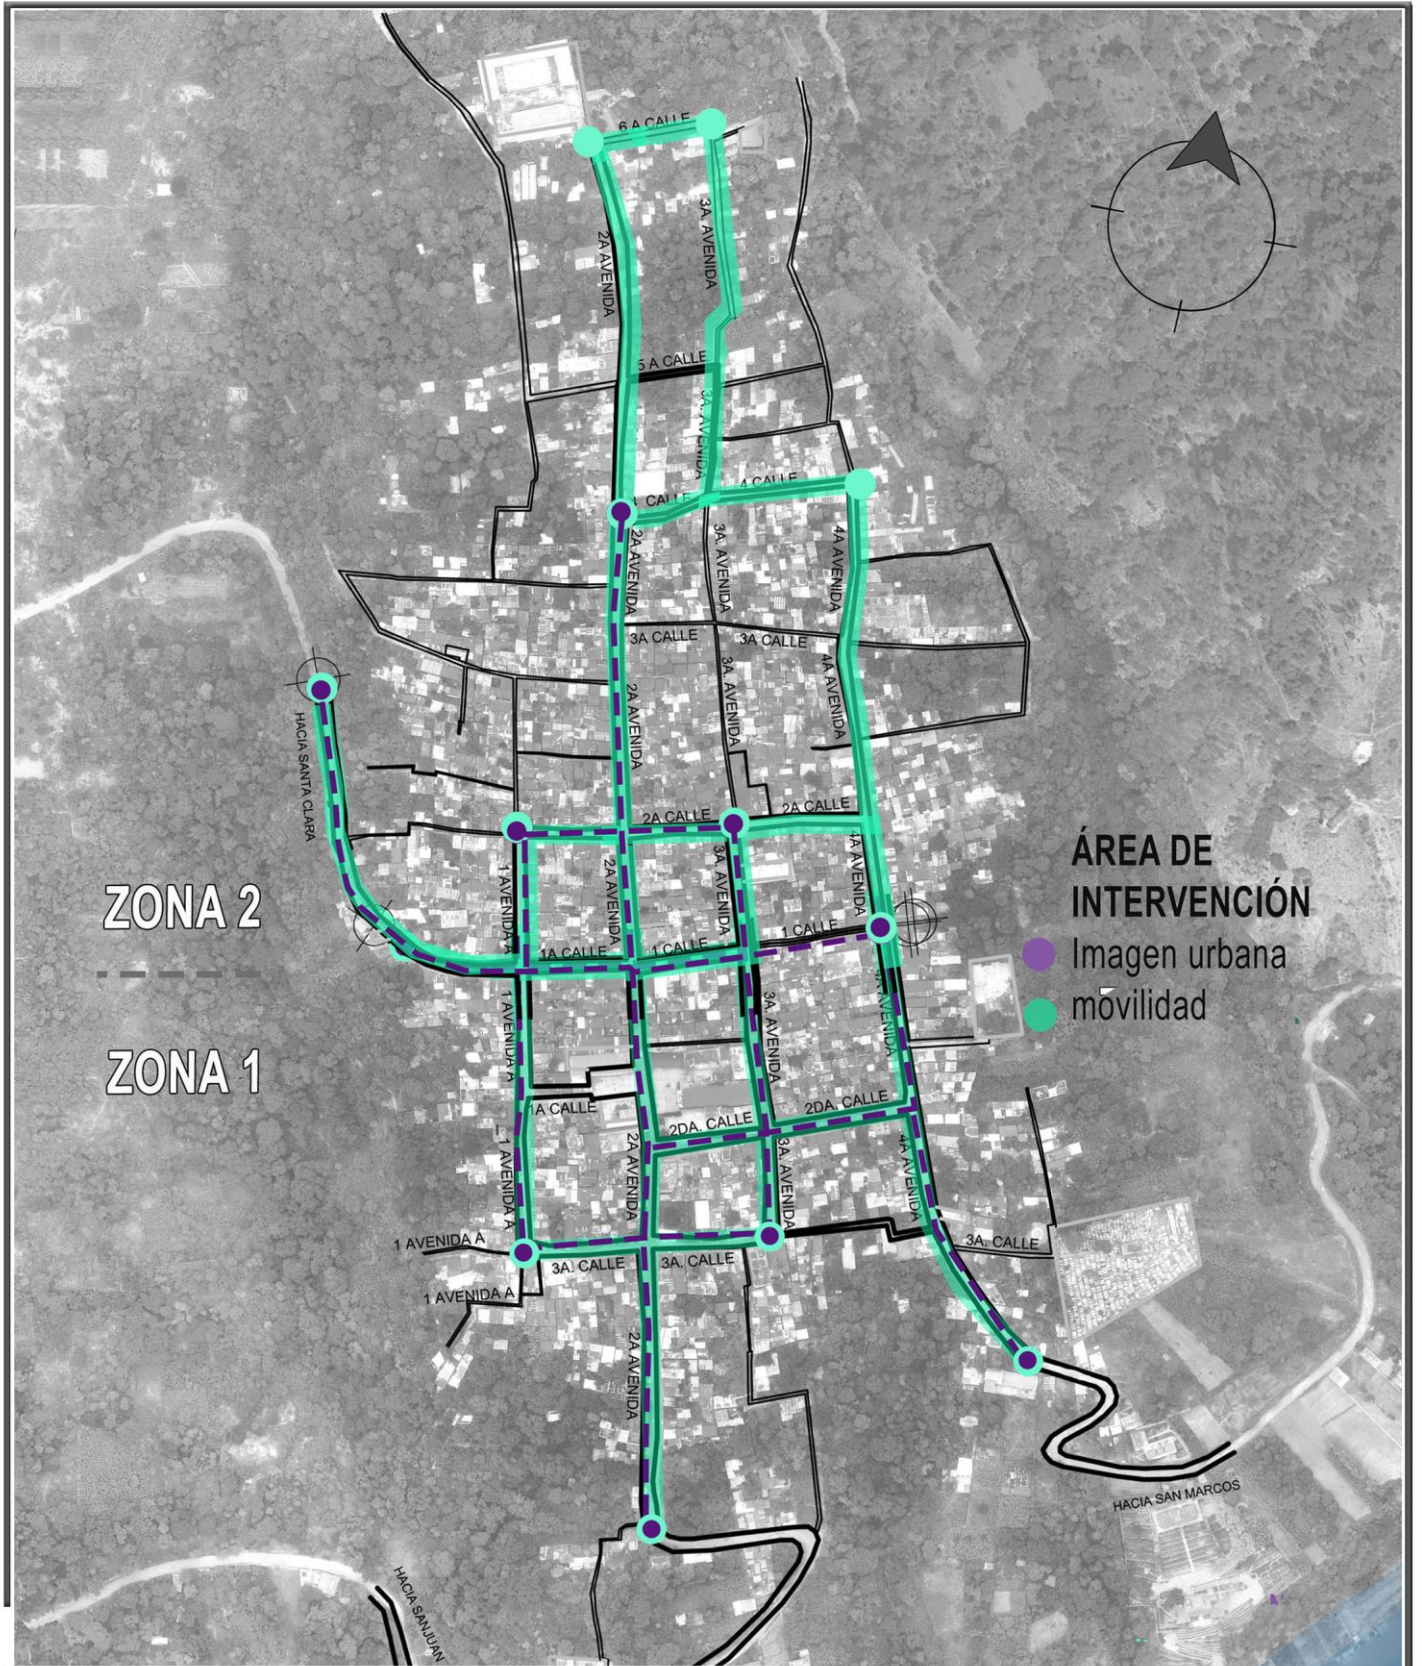 6 A CALLE
3A. AVENIDA
2A AVENIDA
5 A CALLE
3A. AVENIDA
4 CALLE
CALLE
2A AVENIDA
3A. AVENIDA
4A AVENIDA
3A CALLE
3A CALLE
2A AVENIDA
3A. AVENIDA
4A AVENIDA
HACIA SANTA CLARA
2A CALLE
2A CALLE
1 AVENIDA A
2A AVENIDA
3A. AVENIDA
4A AVENIDA
ÁREA DE
INTERVENCIÓN
Imagen urbana
móvilidad
ZONA 2
ZONA 1
1A CALLE
1 CALLE
1 CALLE
1 AVENIDA A
3A. AVENIDA
4A AVENIDA
1A CALLE
2DA. CALLE
2DA. CALLE
1 AVENIDA A
2A AVENIDA
3A. AVENIDA
4A AVENIDA
1 AVENIDA A
3A. CALLE
3A. CALLE
3A. CALLE
1 AVENIDA A
2A AVENIDA
HACIA SAN MARCOS
HACIA SANJUAN